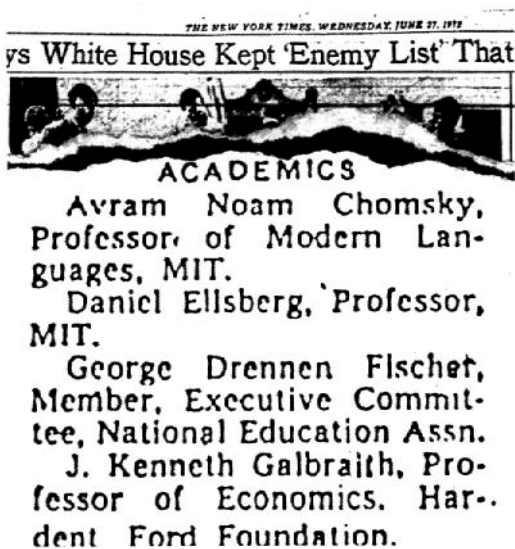 THE NEW YORK TIMES, WEDNESDAY, JUNE 27, 1973
ys White House Kept 'Enemy List' That
ACADEMICS
Avram Noam Chomsky,
Professor of Modern Lan-
guages, MIT.
Daniel Ellsberg, Professor,
MIT.
George Drennen Fischer,
Member, Executive Commit-
tee, National Education Assn.
J. Kenneth Galbraith, Pro-
fessor of Economics. Har-
dent Ford Foundation.